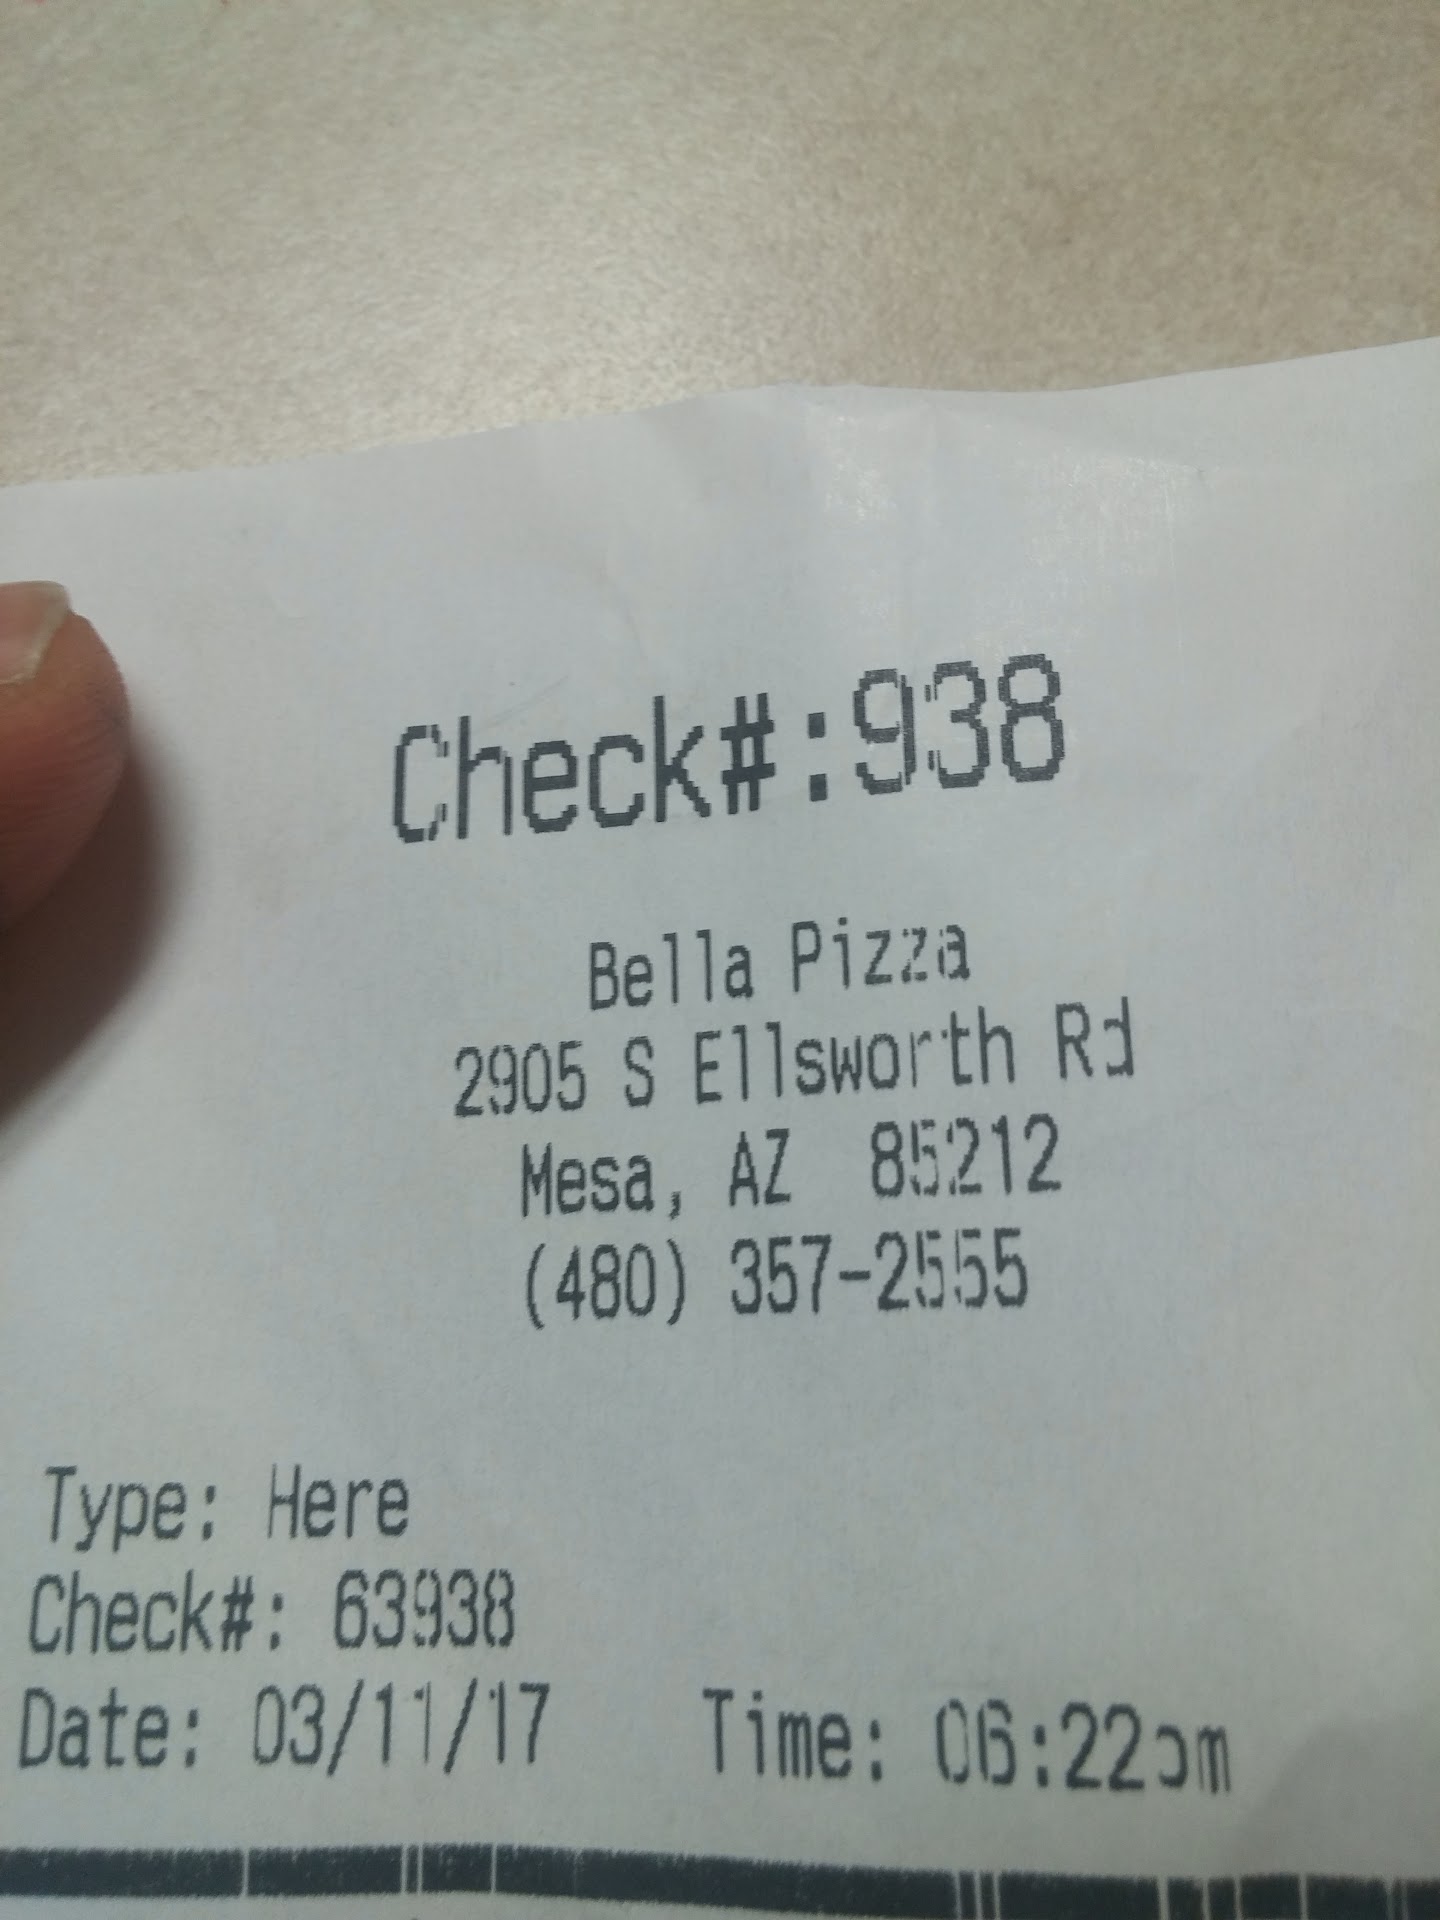 Check#:938
Bella Pizza
2905 S Ellsworth Rd
Mesa, AZ 85212
(480) 357-2555
Type: Here
Check#: 63938
Date: 03/11/17 Time: 06:22pm